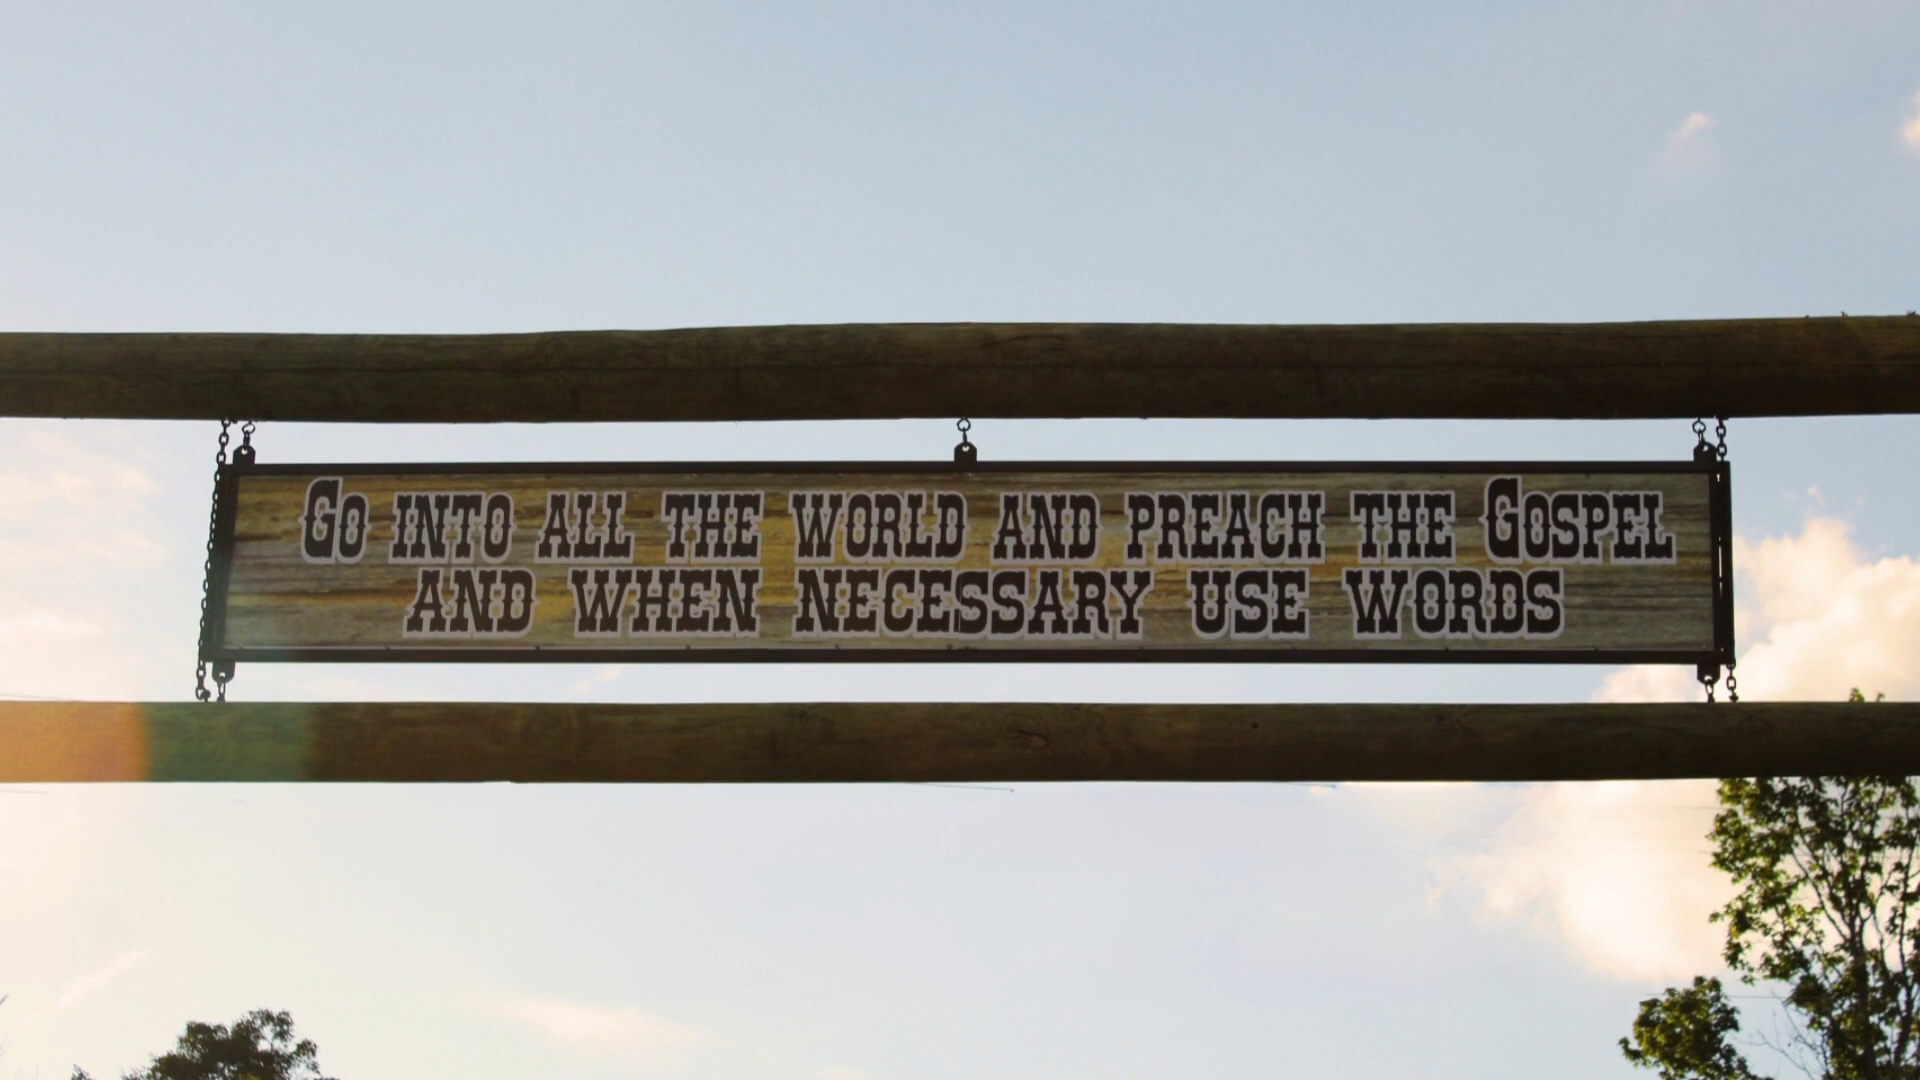 Go into all the world and preach the Gospel
and when necessary use words